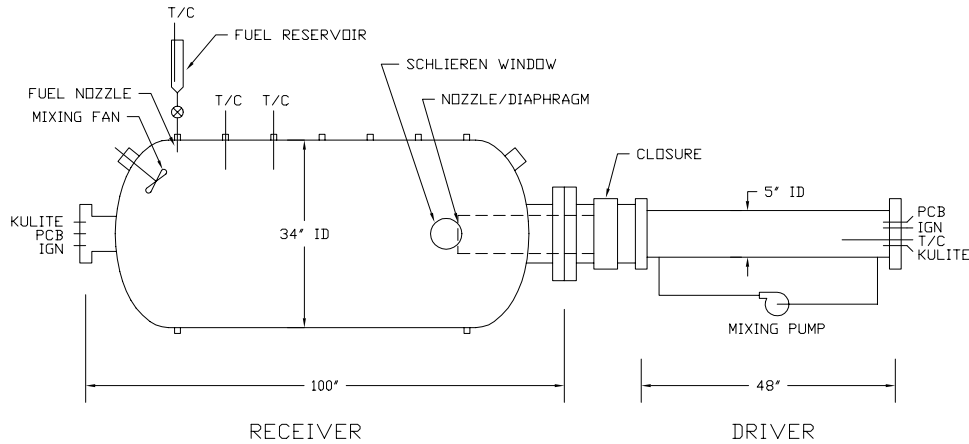 T/C
FUEL RESERVOIR
SCHLIEREN WINDOW
FUEL NOZZLE
T/C T/C
NOZZLE/DIAPHRAGM
MIXING FAN
CLOSURE
5" ID
KULITE
PCB
IGN
34" ID
PCB
IGN
T/C
KULITE
MIXING PUMP
100"
48"
RECEIVER
DRIVER